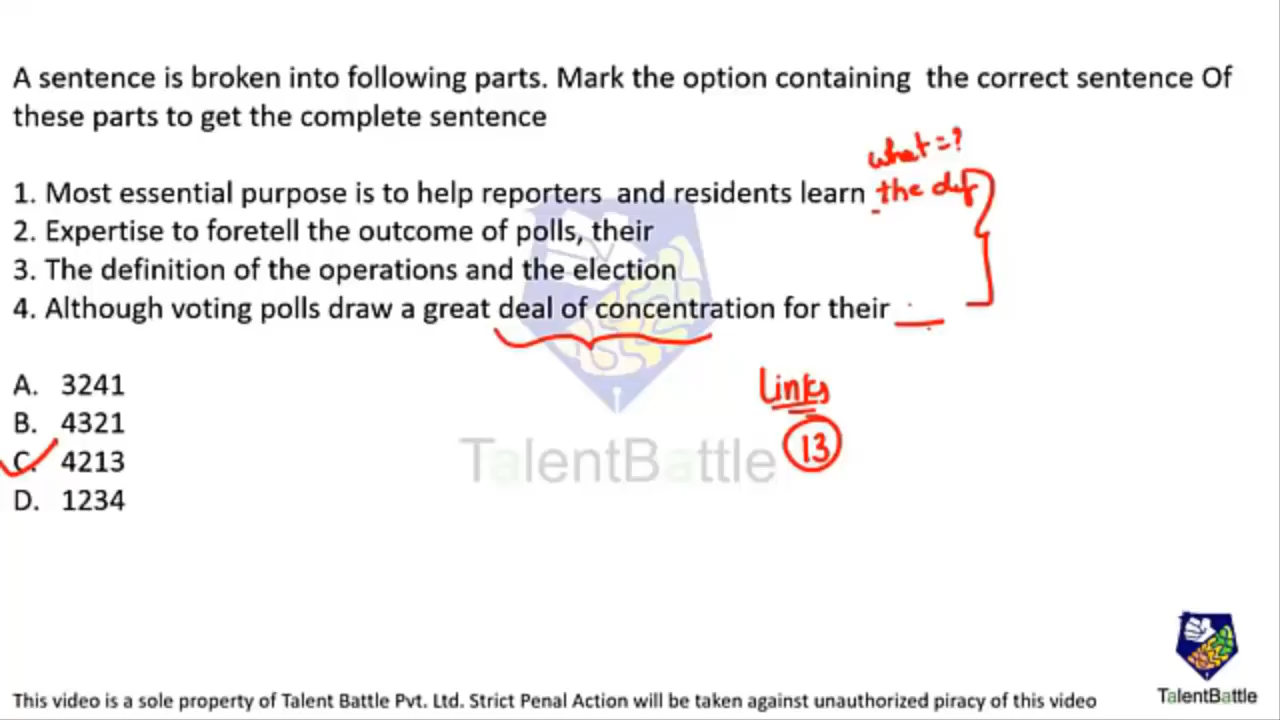 A sentence is broken into following parts. Mark the option containing the correct sentence Of
these parts to get the complete sentence
what=?
1. Most essential purpose is to help reporters and residents learn the def
2. Expertise to foretell the outcome of polls, their
3. The definition of the operations and the election
4. Although voting polls draw a great deal of concentration for their
A. 3241
Links
B. 4321
13
C. 4213
TalentBattle
D. 1234
TalentBattle
This video is a sole property of Talent Battle Pvt. Ltd. Strict Penal Action will be taken against unauthorized piracy of this video